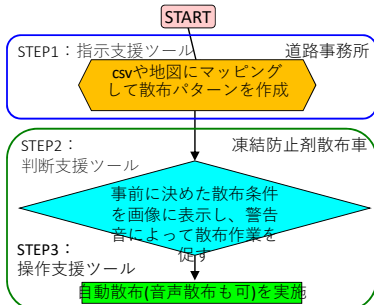 START
STEP1：指示支援ツール
道路事務所
csvや地図にマッピング
して散布パターンを作成
STEP2：
判断支援ツール
凍結防止剤散布車
事前に決めた散布条件
を画像に表示し、警告
音によって散布作業を
促す
STEP3：
操作支援ツール
自動散布(音声散布も可)を実施